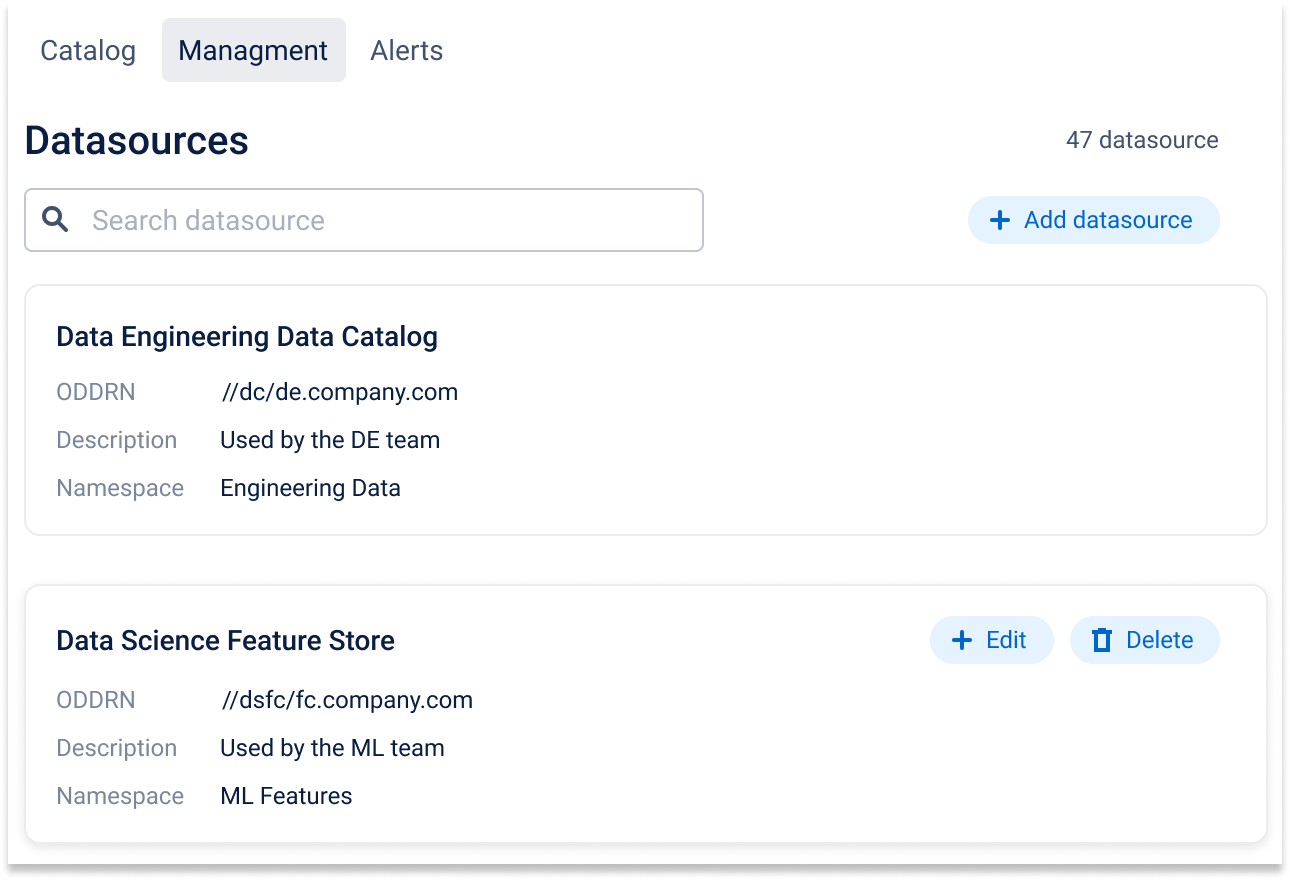 Catalog Managment Alerts
Datasources 47 datasource
Search datasource Add datasource
Data Engineering Data Catalog
ODDRN //dc/de.company.com
Description Used by the DE team
Namespace Engineering Data
Data Science Feature Store Edit Delete
ODDRN //dsfc/fc.company.com
Description Used by the ML team
Namespace ML Features